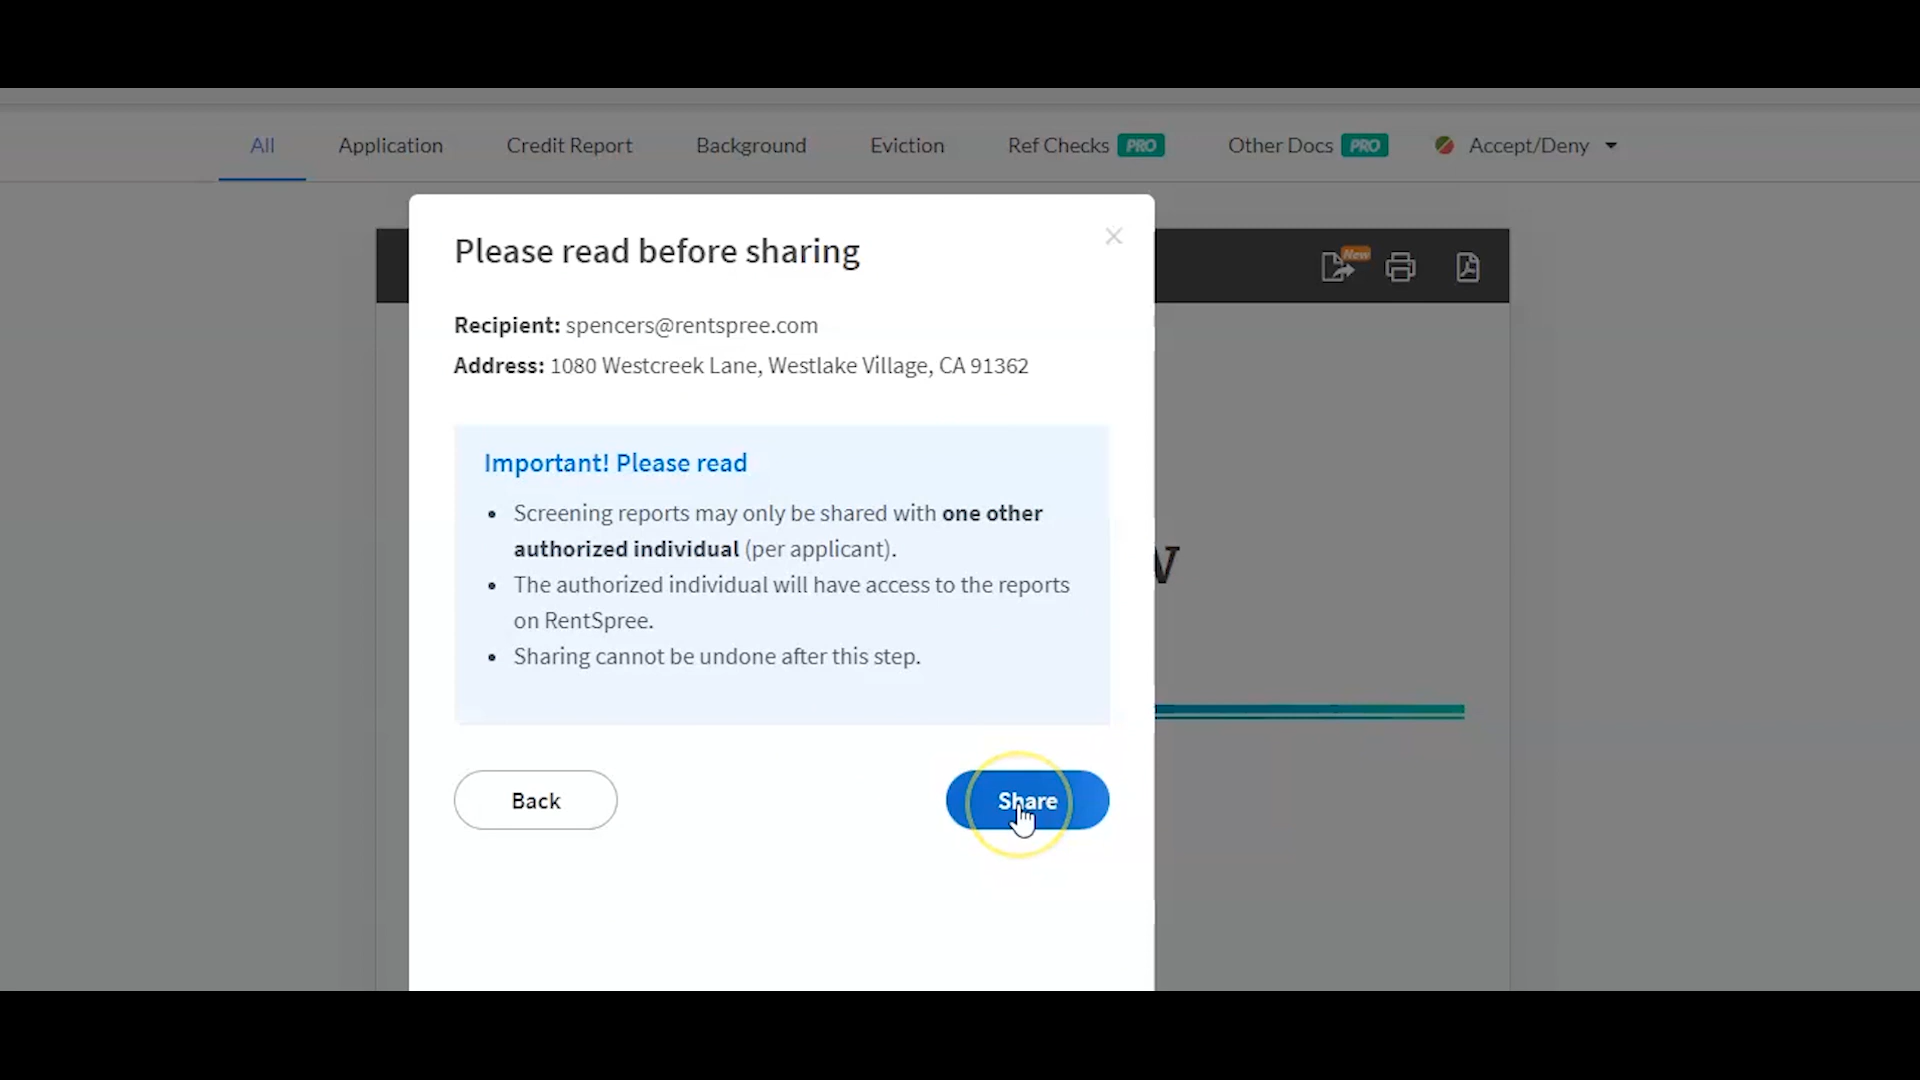 All Application Credit Report Background Eviction Ref Checks PRO Other Docs PRO Accept/Deny
New
Please read before sharing
Recipient: spencers@rentspree.com
Address: 1080 Westcreek Lane, Westlake Village, CA 91362
Important! Please read
• Screening reports may only be shared with one other
authorized individual (per applicant).
• The authorized individual will have access to the reports
on RentSpree.
• Sharing cannot be undone after this step.
Back Share